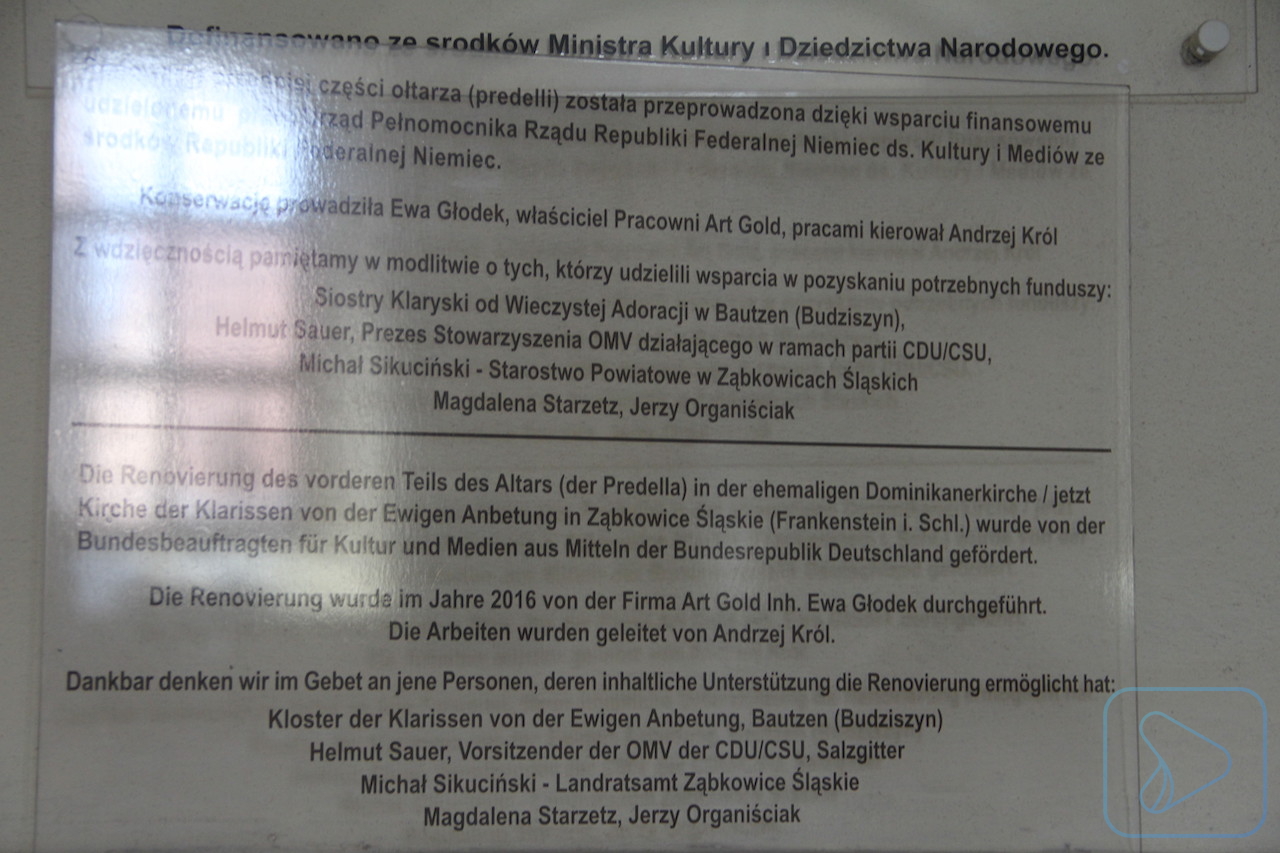 Dofinansowano ze srodków Ministra Kultury i Dziedzictwa Narodowego.
części ołtarza (predelli) została przeprowadzona dzięki wsparciu finansowemu
udzielonemu przez Urząd Pełnomocnika Rządu Republiki Federalnej Niemiec ds. Kultury i Mediów ze
środków Republiki Federalnej Niemiec.
Konserwację prowadziła Ewa Głodek, właściciel Pracowni Art Gold, pracami kierował Andrzej Król
Z wdzięcznością pamiętamy w modlitwie o tych, którzy udzielili wsparcia w pozyskaniu potrzebnych funduszy:
Siostry Klaryski od Wieczystej Adoracji w Bautzen (Budziszyn),
Helmut Sauer, Prezes Stowarzyszenia OMV działającego w ramach partii CDU/CSU,
Michał Sikuciński - Starostwo Powiatowe w Ząbkowicach Śląskich
Magdalena Starzetz, Jerzy Organiściak
Die Renovierung des vorderen Teils des Altars (der Predella) in der ehemaligen Dominikanerkirche / jetzt
Kirche der Klarissen von der Ewigen Anbetung in Ząbkowice Śląskie (Frankenstein i. Schl.) wurde von der
Bundesbeauftragten für Kultur und Medien aus Mitteln der Bundesrepublik Deutschland gefördert.
Die Renovierung wurde im Jahre 2016 von der Firma Art Gold Inh. Ewa Głodek durchgeführt.
Die Arbeiten wurden geleitet von Andrzej Król.
Dankbar denken wir im Gebet an jene Personen, deren inhaltliche Unterstützung die Renovierung ermöglicht hat:
Kloster der Klarissen von der Ewigen Anbetung, Bautzen (Budziszyn)
Helmut Sauer, Vorsitzender der OMV der CDU/CSU, Salzgitter
Michał Sikuciński - Landratsamt Ząbkowice Śląskie
Magdalena Starzetz, Jerzy Organiściak